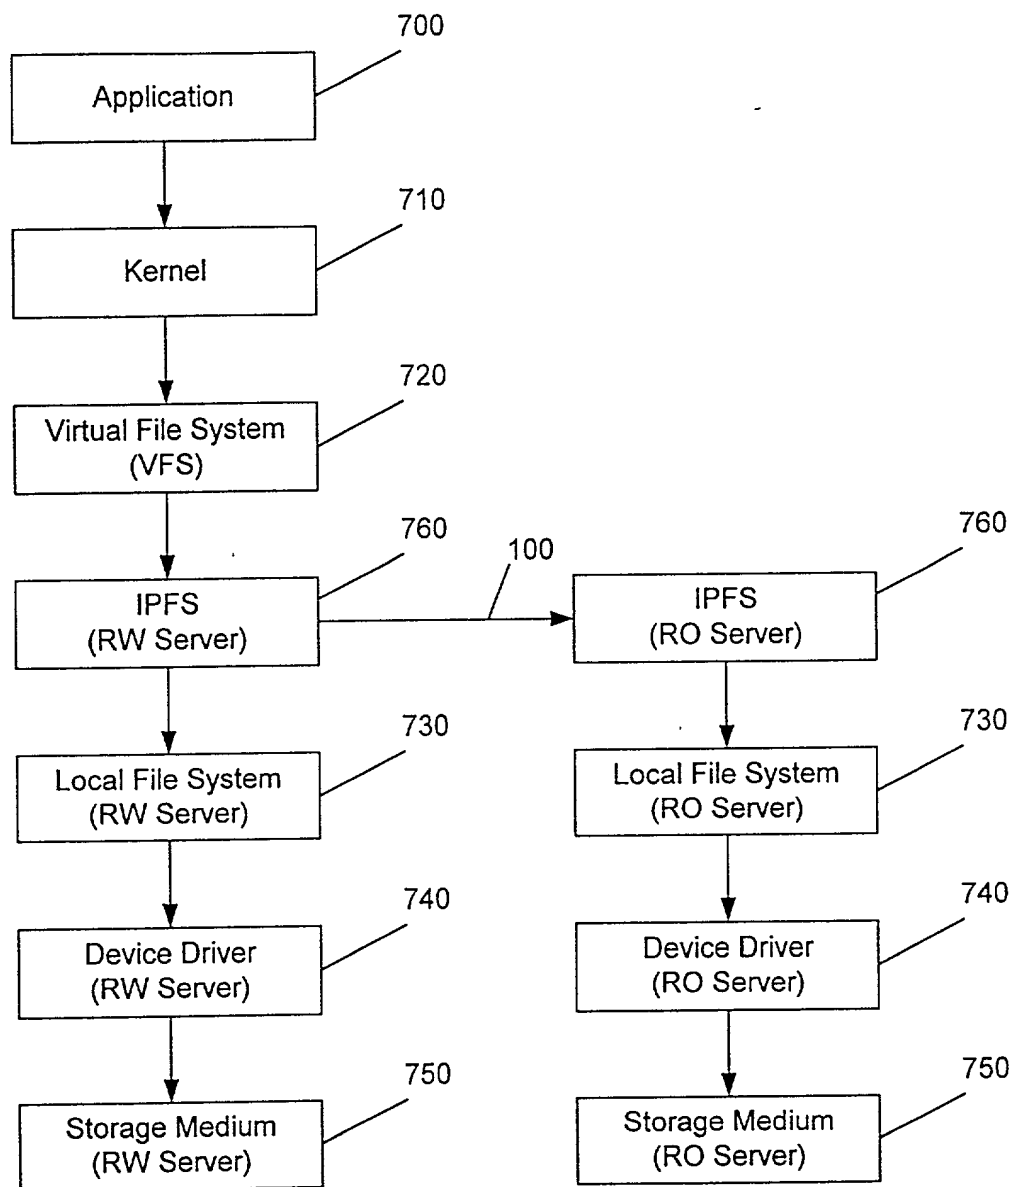 700
Application
710
Kernel
720
Virtual File System
(VFS)
760
IPFS
(RW Server)
100
760
IPFS
(RO Server)
730
Local File System
(RW Server)
730
Local File System
(RO Server)
740
Device Driver
(RW Server)
740
Device Driver
(RO Server)
750
Storage Medium
(RW Server)
750
Storage Medium
(RO Server)